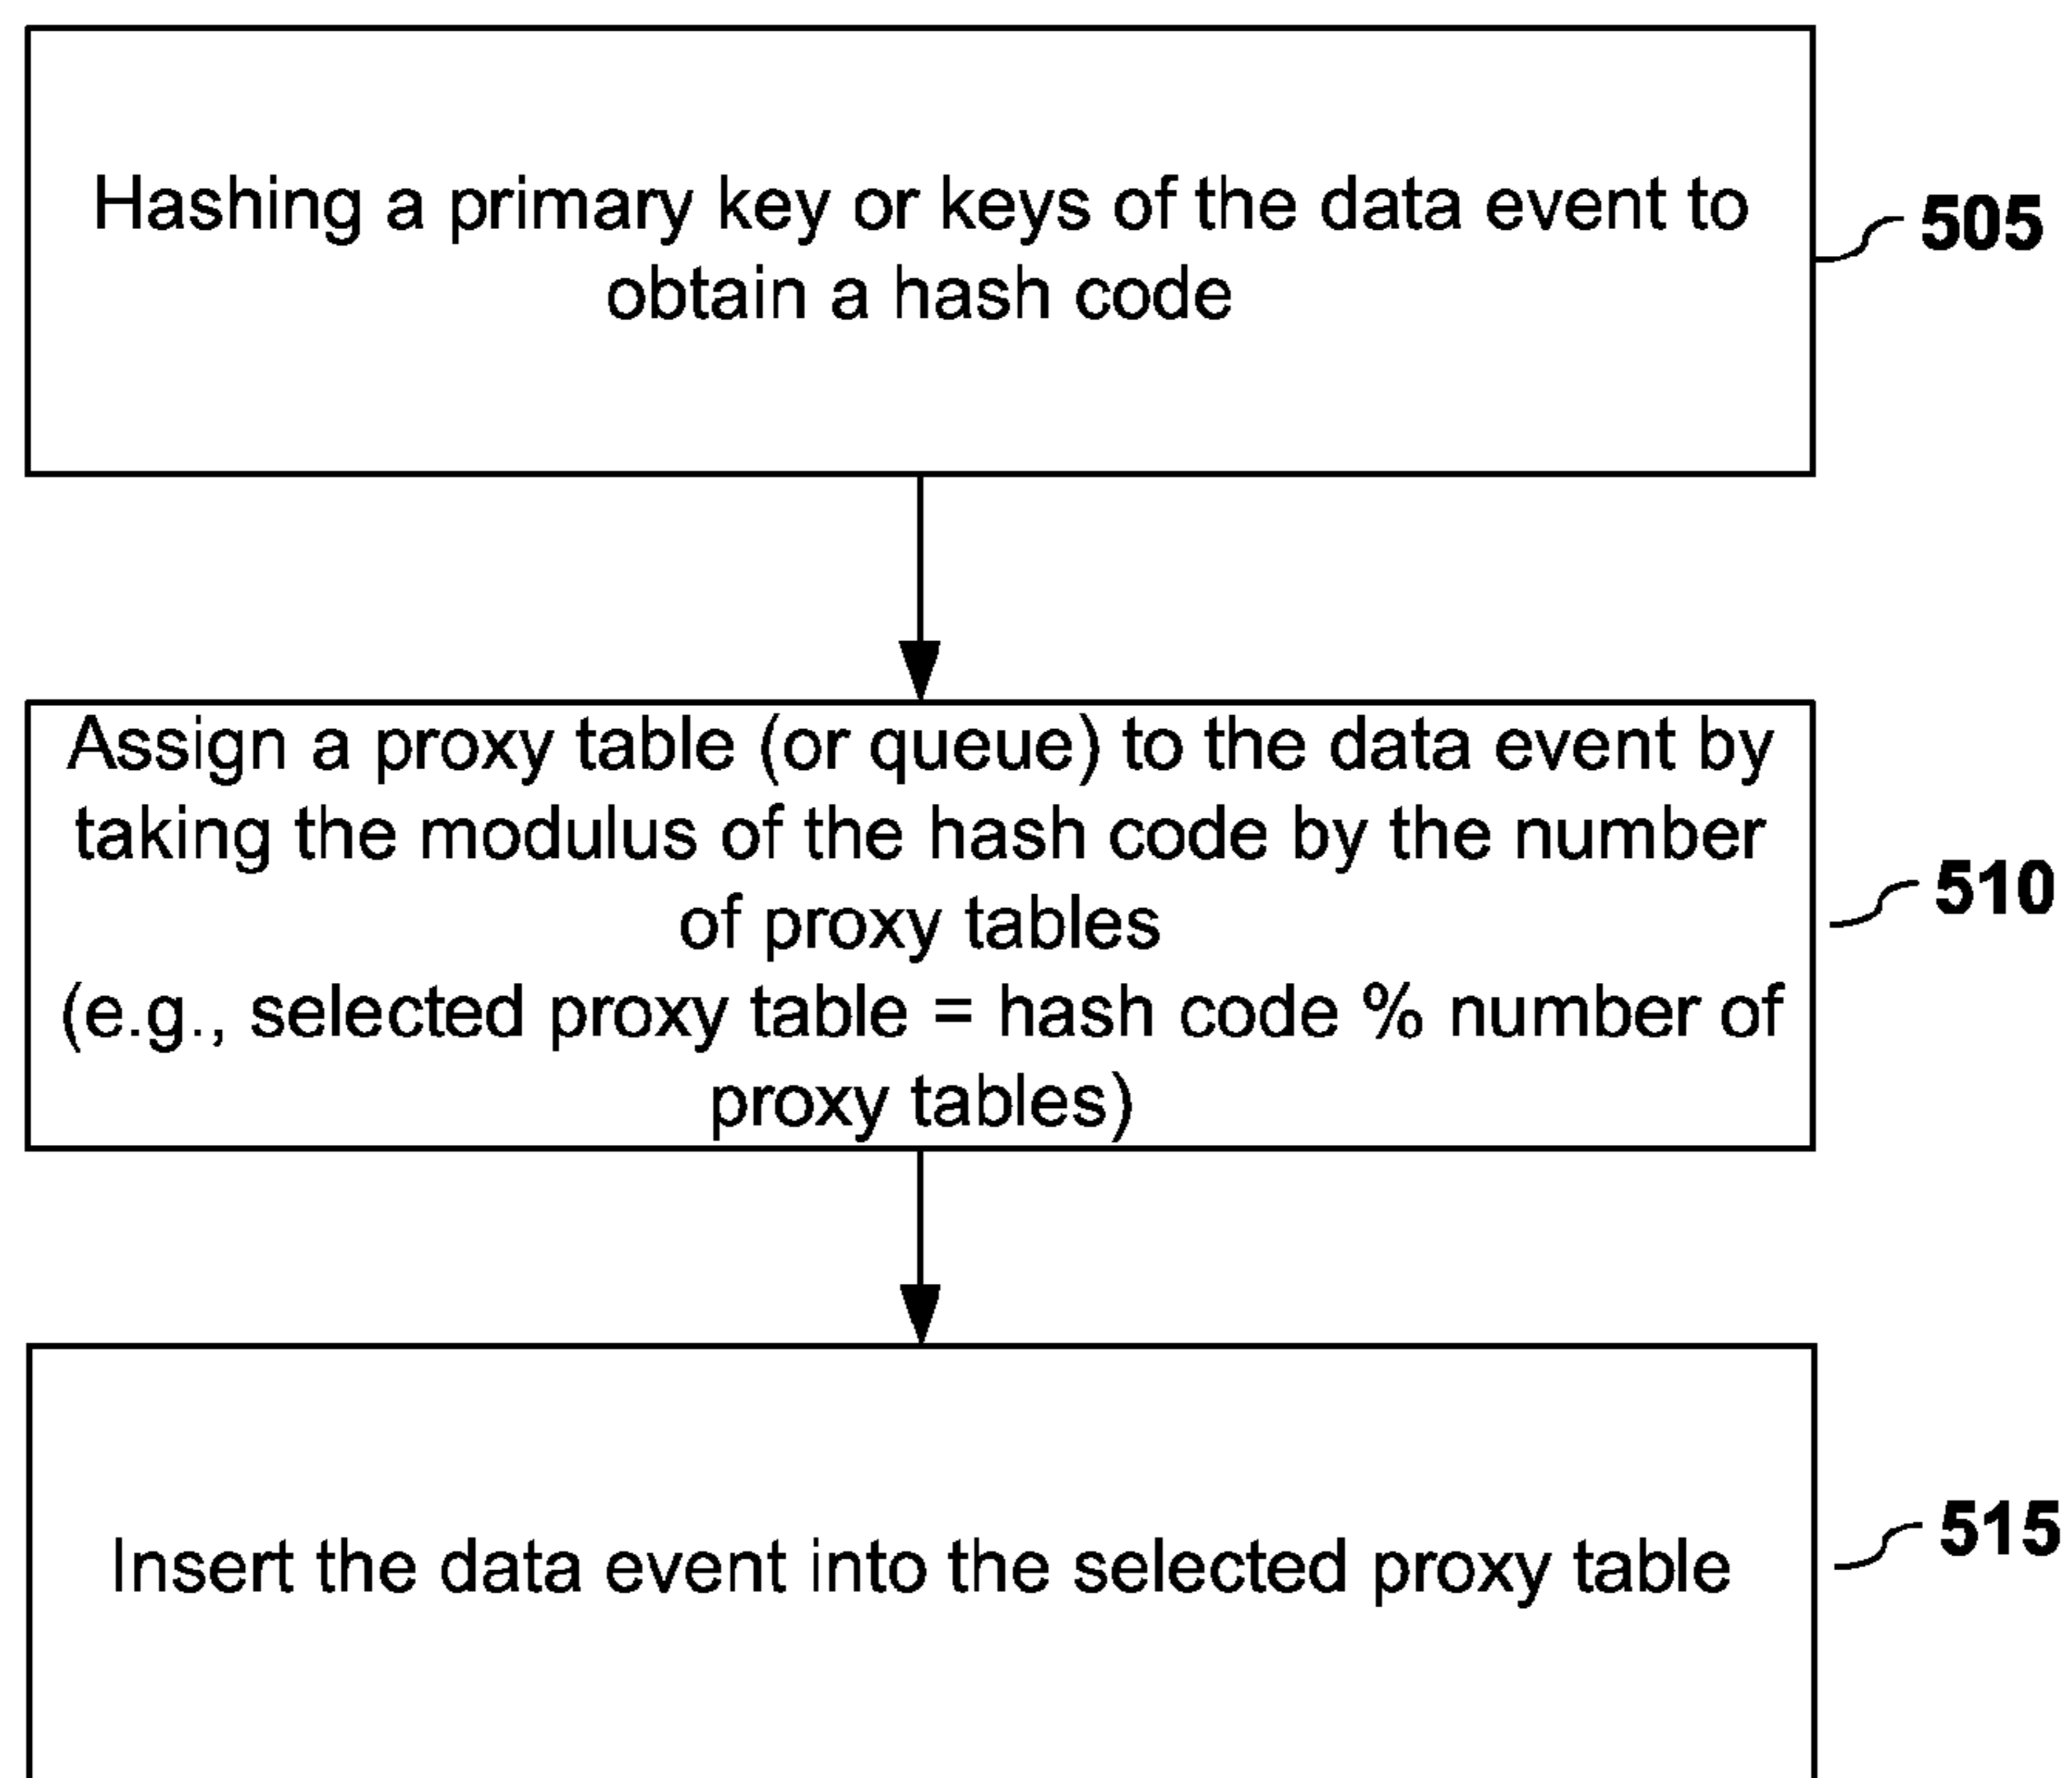 Hashing a primary key or keys of the data event to
obtain a hash code
505
Assign a proxy table (or queue) to the data event by
taking the modulus of the hash code by the number
of proxy tables
(e.g., selected proxy table = hash code % number of
proxy tables)
510
Insert the data event into the selected proxy table
515